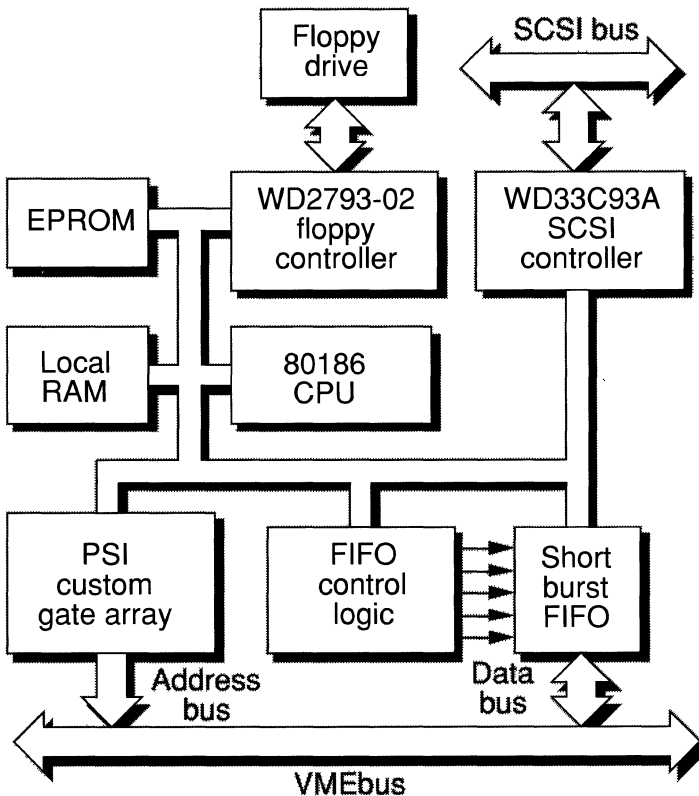 Floppy
drive
SCSI bus
EPROM
WD2793-02
floppy
controller
WD33C93A
SCSI
controller
Local
RAM
80186
CPU
PSI
custom
gate array
FIFO
control
logic
Short
burst
FIFO
Address
bus
Data
bus
VMEbus